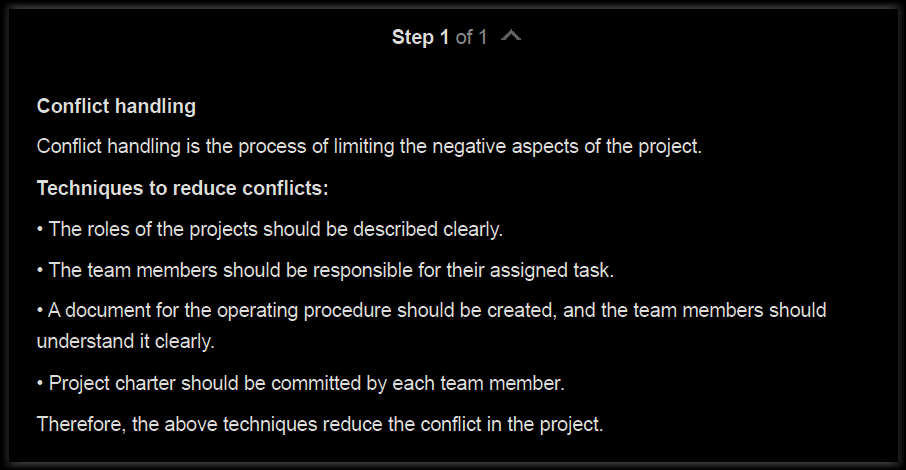 Step 1 of 1
Conflict handling
Conflict handling is the process of limiting the negative aspects of the project.
Techniques to reduce conflicts:
• The roles of the projects should be described clearly.
• The team members should be responsible for their assigned task.
• A document for the operating procedure should be created, and the team members should
understand it clearly.
• Project charter should be committed by each team member.
Therefore, the above techniques reduce the conflict in the project.